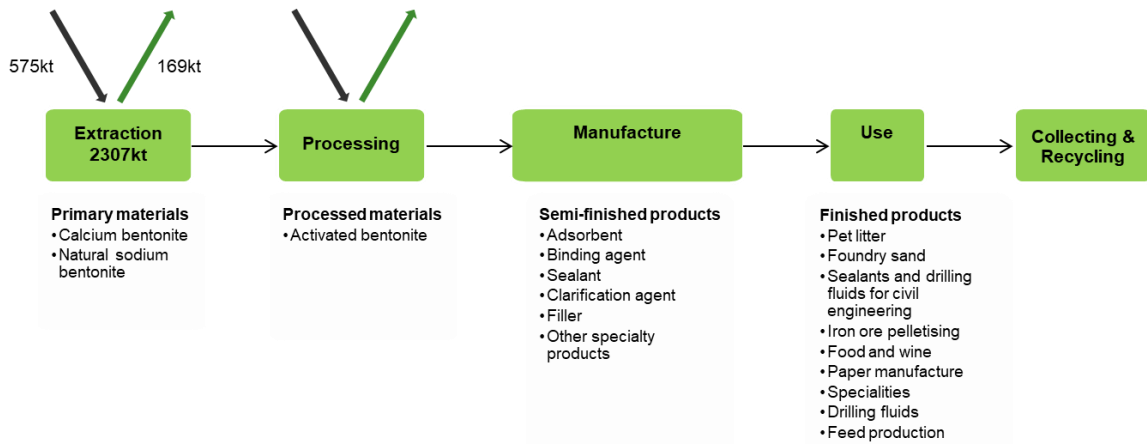 575kt
169kt
Extraction
2307kt
Processing
Manufacture
Use
Collecting &
Recycling
Primary materials
•Calcium bentonite
•Natural sodium
bentonite
Processed materials
•Activated bentonite
Semi-finished products
•Adsorbent
•Binding agent
•Sealant
•Clarification agent
•Filler
•Other specialty
products
Finished products
•Pet litter
•Foundry sand
•Sealants and drilling
fluids for civil
engineering
•Iron ore pelletising
•Food and wine
•Paper manufacture
•Specialities
•Drilling fluids
•Feed production